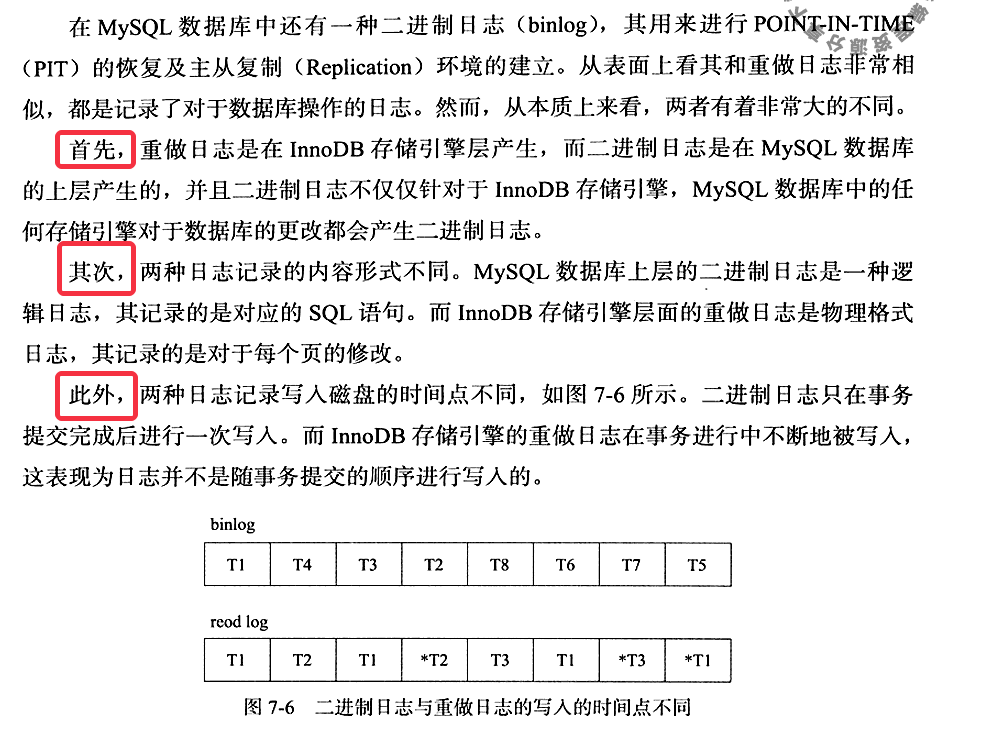 在 MySQL 数据库中还有一种二进制日志（binlog），其用来进行 POINT-IN-TIME
（PIT）的恢复及主从复制（Replication）环境的建立。从表面上看其和重做日志非常相
似，都是记录了对于数据库操作的日志。然而，从本质上来看，两者有着非常大的不同。
首先，重做日志是在 InnoDB 存储引擎层产生，而二进制日志是在 MySQL 数据库
的上层产生的，并且二进制日志不仅仅针对于 InnoDB 存储引擎，MySQL 数据库中的任
何存储引擎对于数据库的更改都会产生二进制日志。
其次，两种日志记录的内容形式不同。MySQL 数据库上层的二进制日志是一种逻
辑日志，其记录的是对应的 SQL 语句。而 InnoDB 存储引擎层面的重做日志是物理格式
日志，其记录的是对于每个页的修改。
此外，两种日志记录写入磁盘的时间点不同，如图 7-6 所示。二进制日志只在事务
提交完成后进行一次写入。而 InnoDB 存储引擎的重做日志在事务进行中不断地被写入，
这表现为日志并不是随事务提交的顺序进行写入的。
binlog
T1 T4 T3 T2 T8 T6 T7 T5
reod log
T1 T2 T1 *T2 T3 T1 *T3 *T1
图 7-6 二进制日志与重做日志的写入的时间点不同